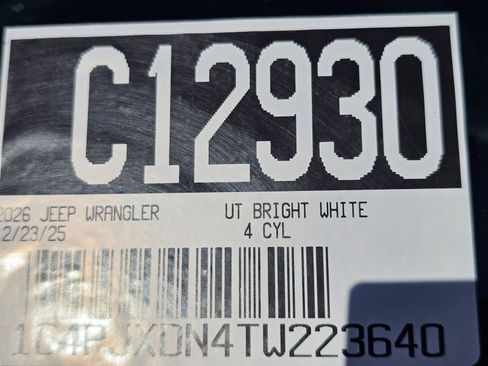 C12930
2026 JEEP WRANGLER UT BRIGHT WHITE
2/23/25 4 CYL
1C4PJXDN4TW223640